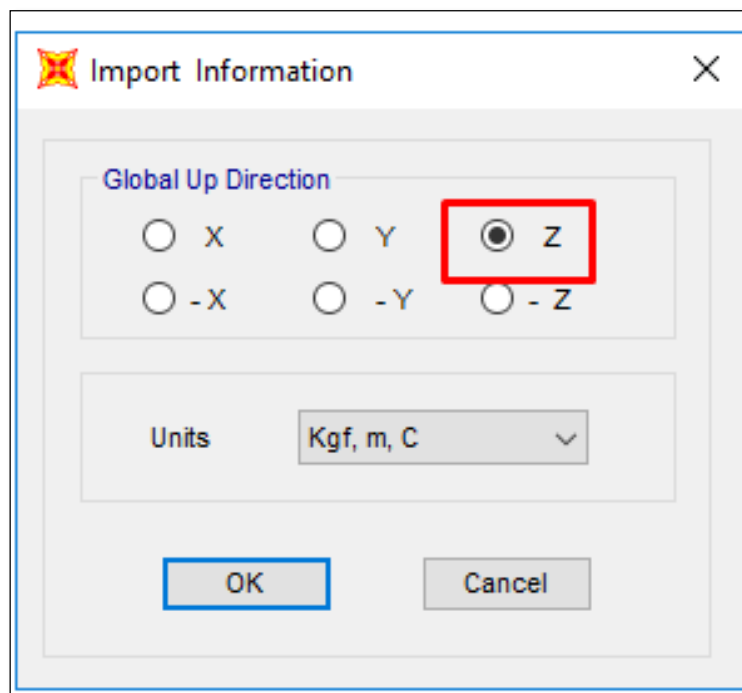 Import Information
Global Up Direction
X Y Z
- X - Y - Z
Units Kgf, m, C
OK Cancel